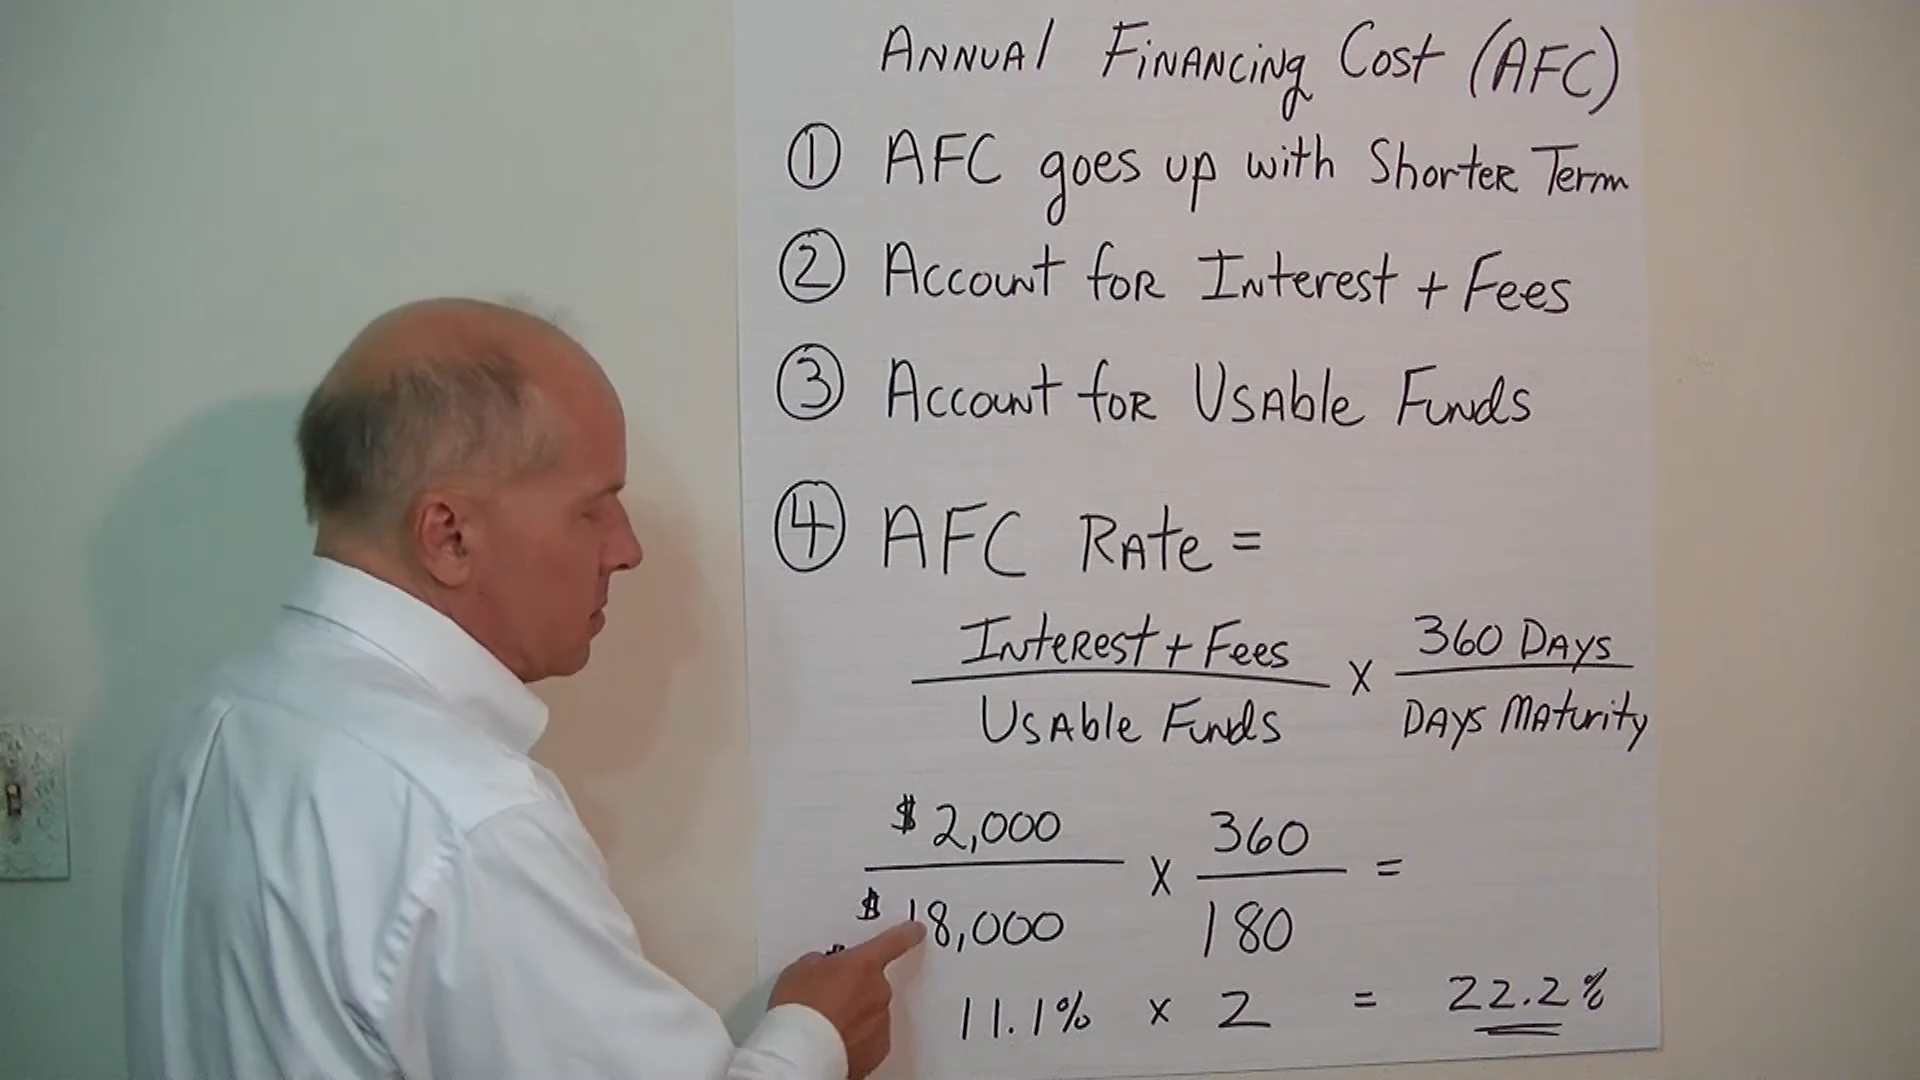 Annual Financing Cost (AFC)
① AFC goes up with Shorter Term
② Account for Interest + Fees
③ Account for Usable Funds
④ AFC Rate =
Interest + Fees
Usable Funds
X
360 Days
Days Maturity
$ 2,000
$ 18,000
X
360
180
=
11.1% x 2 = 22.2%